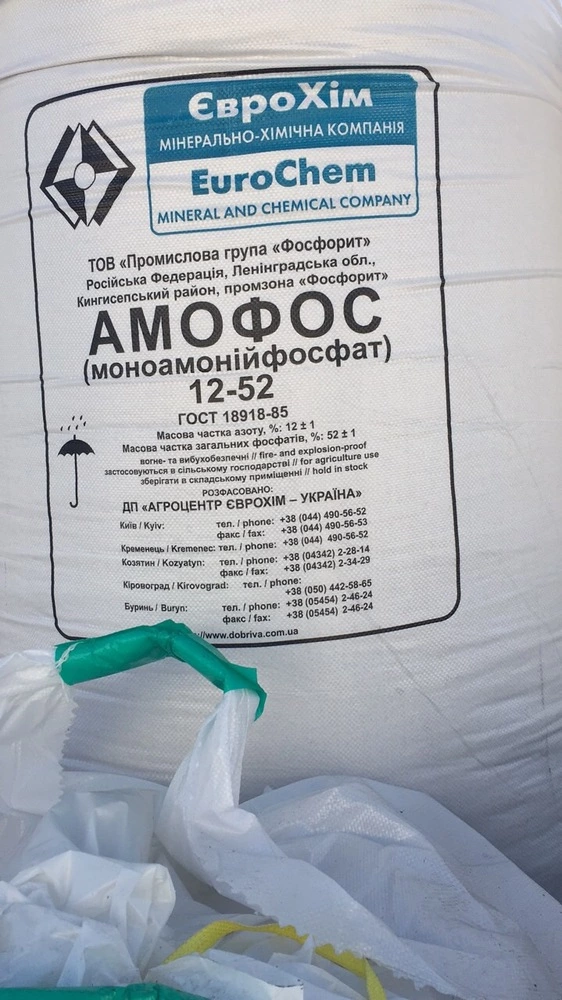 ЄвроХім
МІНЕРАЛЬНО-ХІМІЧНА КОМПАНІЯ
EuroChem
MINERAL AND CHEMICAL COMPANY
ТОВ «Промислова група «Фосфорит»
Російська Федерація, Ленінградська обл.,
Кингисепський район, промзона «Фосфорит»
АМОФОС
(моноамонійфосфат)
12-52
ГОСТ 18918-85
Масова частка азоту, %: 12 ± 1
Масова частка загальних фосфатів, %: 52 ± 1
вогне- та вибухобезпечні // fire- and explosion-proof
застосовуються в сільському господарстві // for agriculture use
зберігати в складському приміщенні // hold in stock
РОЗФАСОВАНО:
ДП «АГРОЦЕНТР ЄВРОХІМ – УКРАЇНА»
Київ / Kyiv: тел. / phone: +38 (044) 490-56-52
факс / fax: +38 (044) 490-56-53
Кременець / Kremenec: тел. / phone: +38 (044) 490-56-52
Козятин / Kozyatyn: тел. / phone: +38 (04342) 2-28-14
факс / fax: +38 (04342) 2-34-29
Кіровоград / Kirovograd: тел. / phone:
+38 (050) 442-58-65
Буринь / Buryn: тел. / phone: +38 (05454) 2-46-24
факс / fax: +38 (05454) 2-46-24
//www.dobriva.com.ua